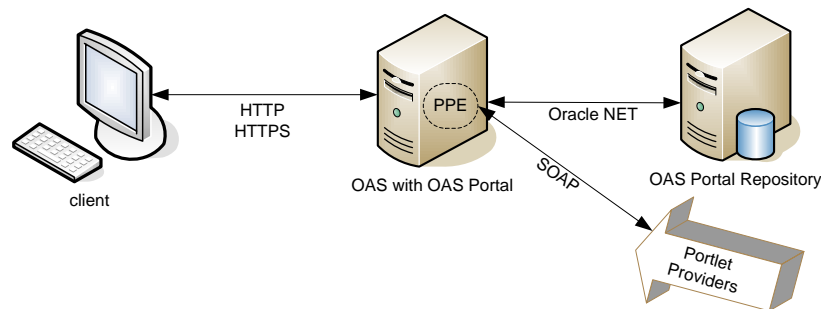 PPE
HTTP
HTTPS
Oracle NET
SOAP
OAS with OAS Portal
OAS Portal Repository
client
Portlet
Providers